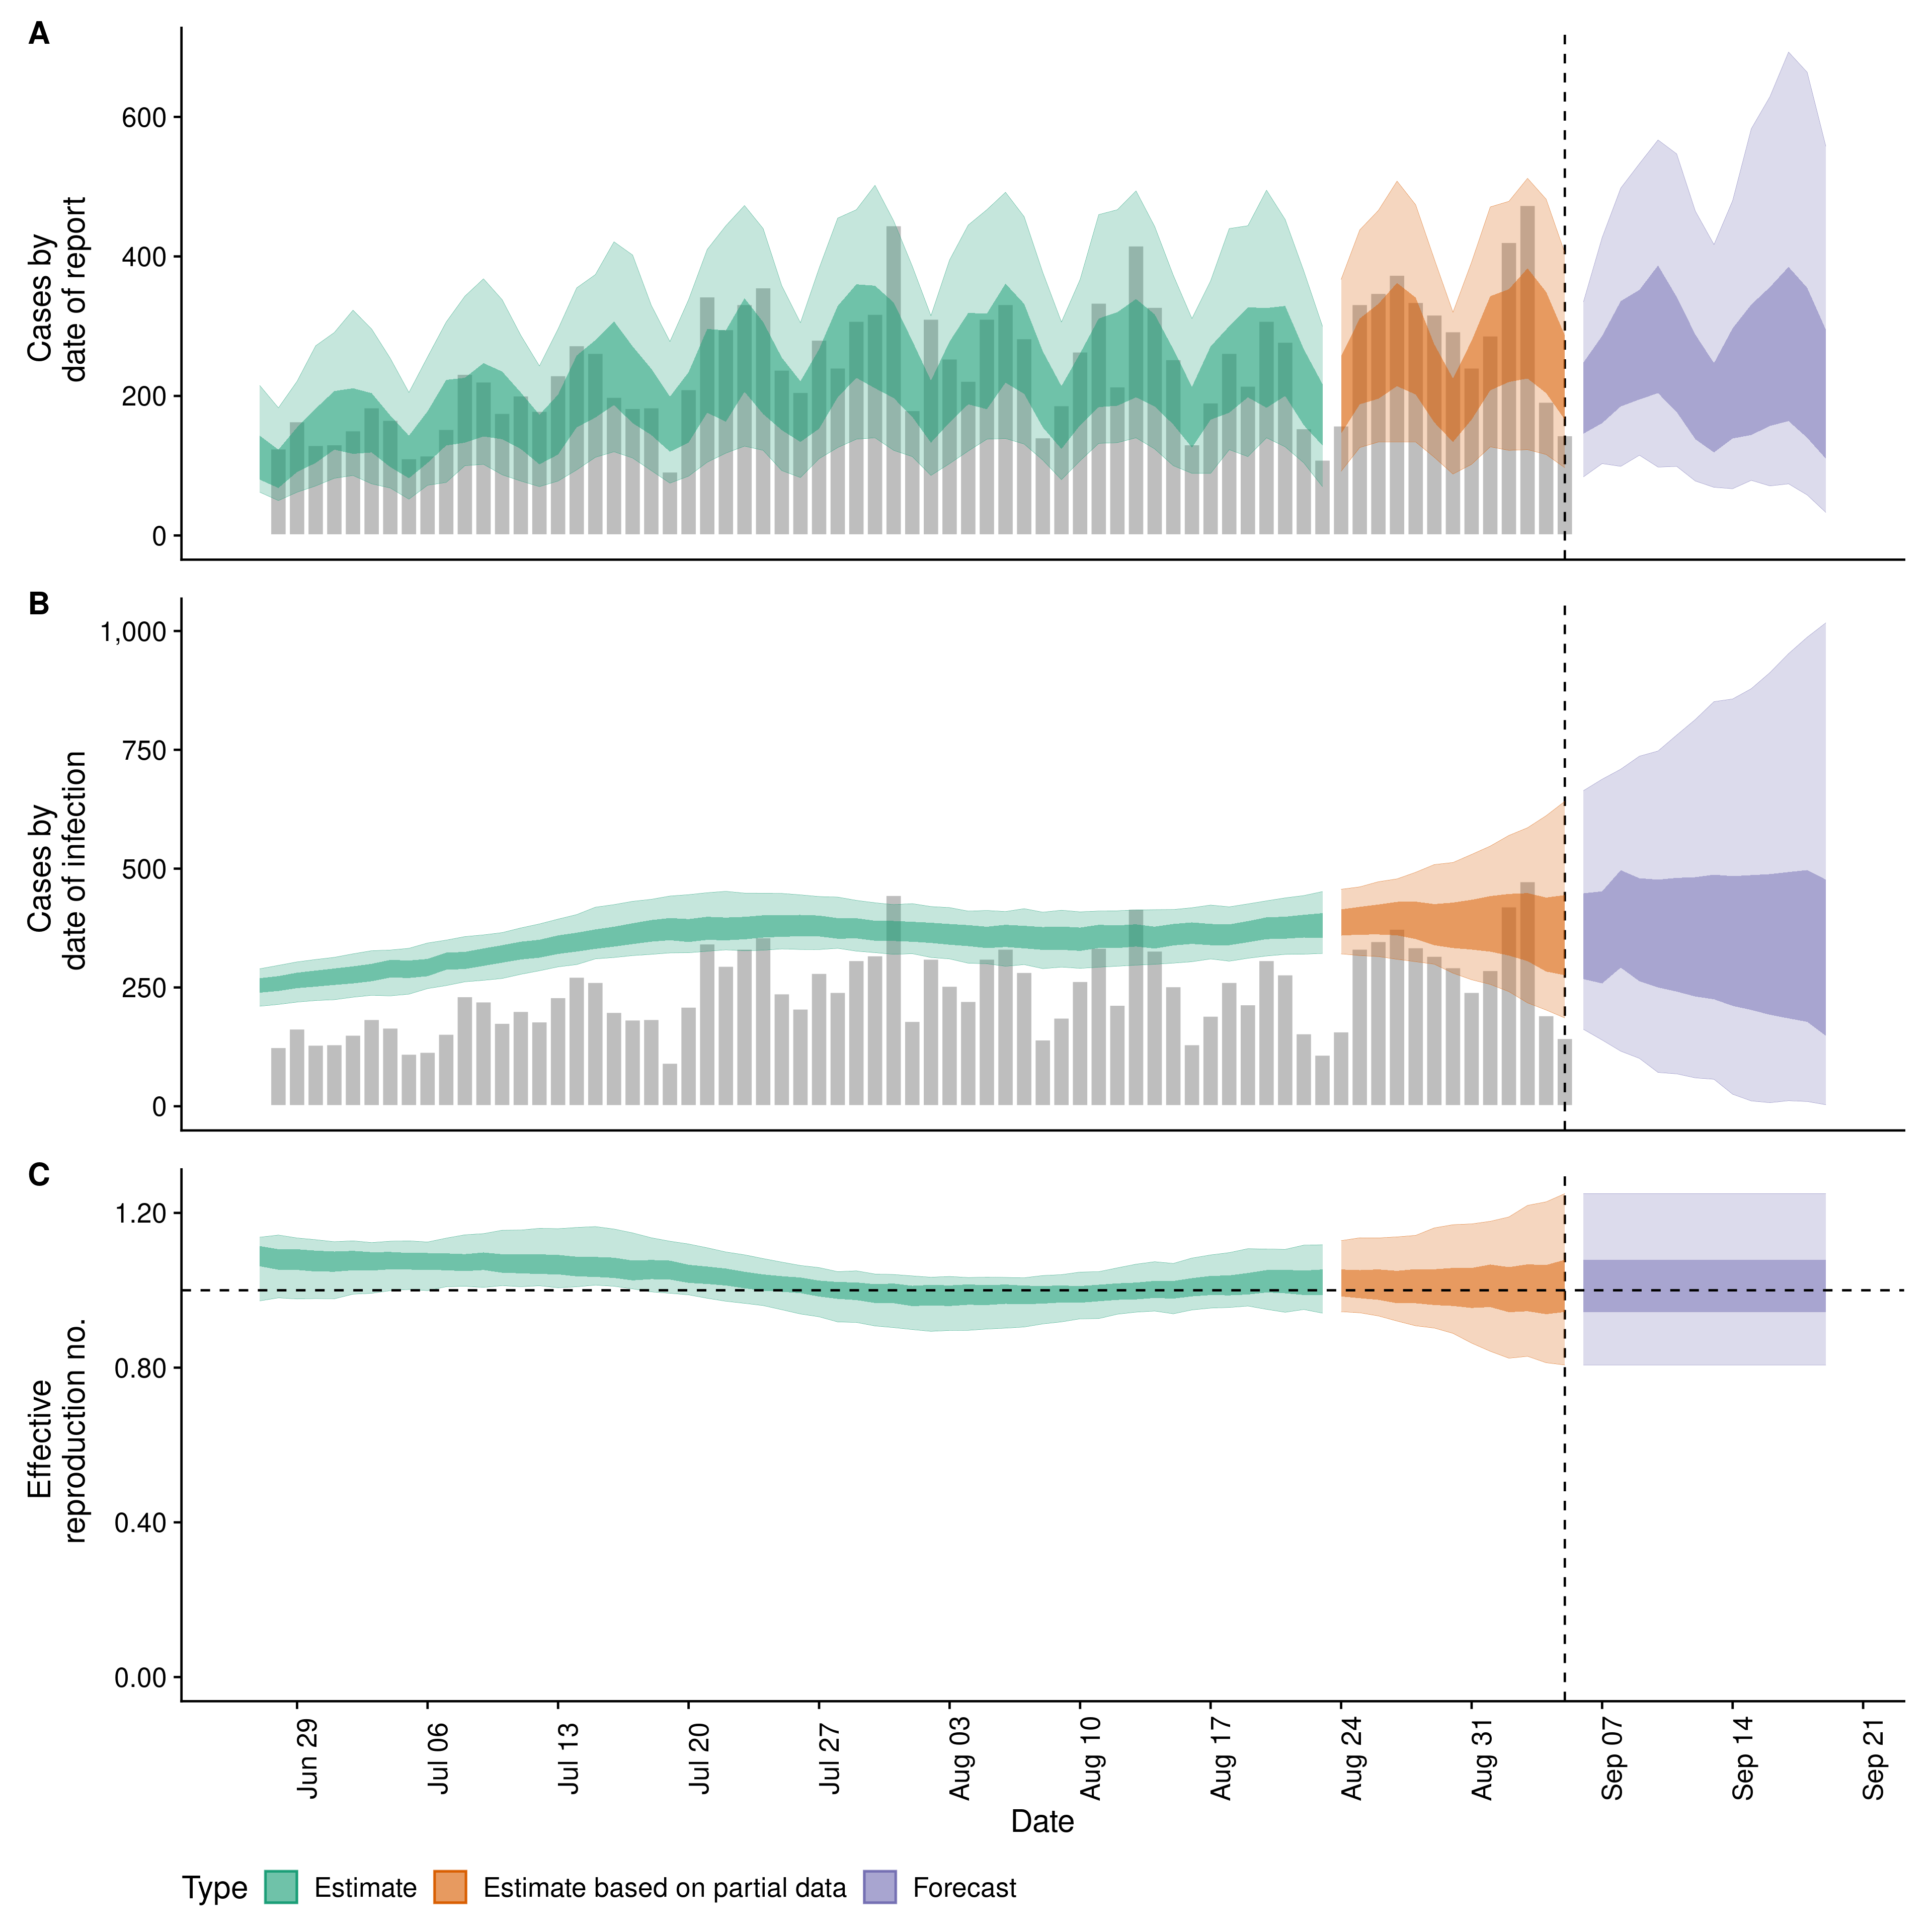 A
Cases by
date of report
600
400
200
0
B
Cases by
date of infection
1,000
750
500
250
0
C
Effective
reproduction no.
1.20
0.80
0.40
0.00
Jun 29
Jul 06
Jul 13
Jul 20
Jul 27
Aug 03
Aug 10
Aug 17
Aug 24
Aug 31
Sep 07
Sep 14
Sep 21
Date
Type Estimate Estimate based on partial data Forecast